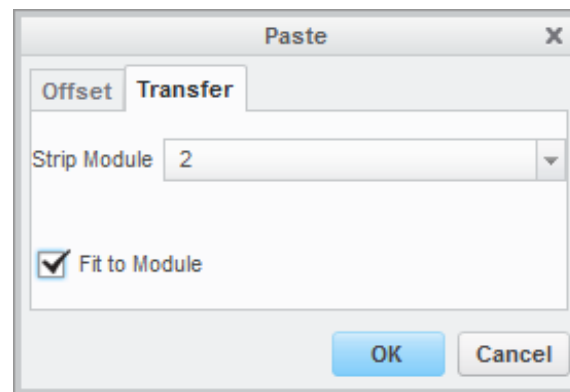 Paste
Offset Transfer
Strip Module 2
Fit to Module
OK Cancel